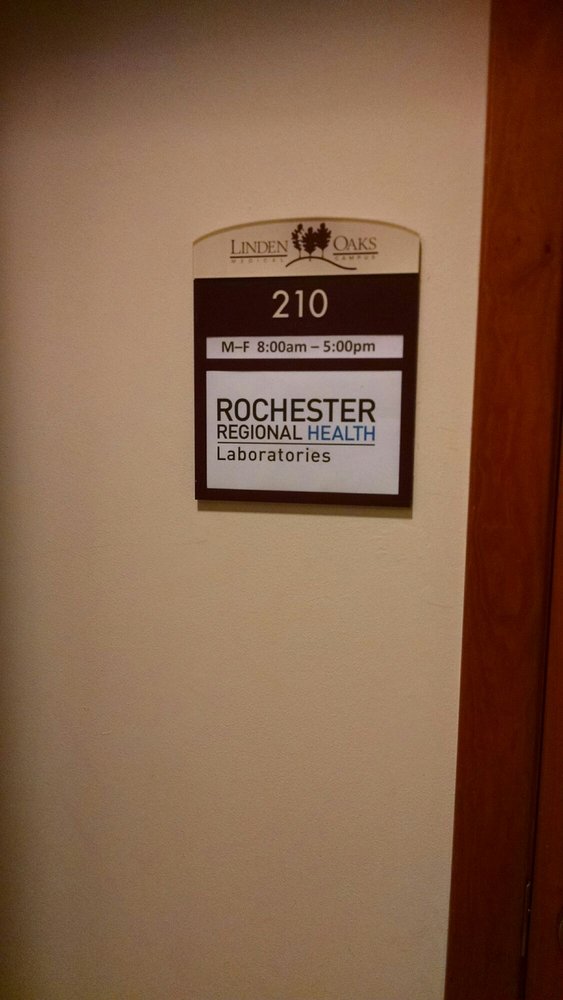 LINDEN OAKS
MEDICAL CAMPUS
210
M–F 8:00am – 5:00pm
ROCHESTER
REGIONAL HEALTH
Laboratories